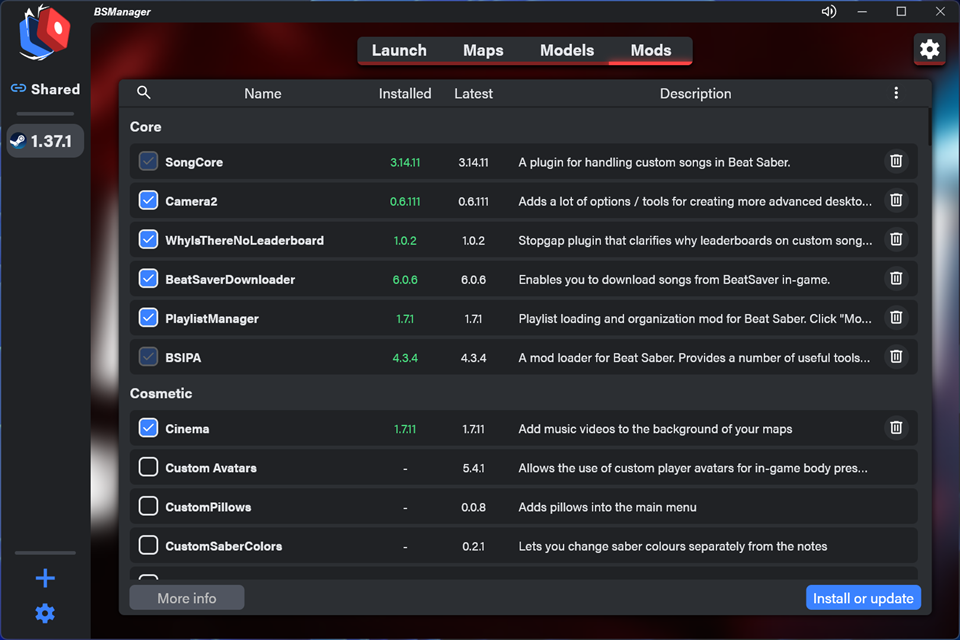 BSManager
Launch Maps Models Mods
Shared
1.37.1
Name Installed Latest Description
Core
SongCore 3.14.11 3.14.11 A plugin for handling custom songs in Beat Saber.
Camera2 0.6.111 0.6.111 Adds a lot of options / tools for creating more advanced deskto...
WhyIsThereNoLeaderboard 1.0.2 1.0.2 Stopgap plugin that clarifies why leaderboards on custom song...
BeatSaverDownloader 6.0.6 6.0.6 Enables you to download songs from BeatSaver in-game.
PlaylistManager 1.7.1 1.7.1 Playlist loading and organization mod for Beat Saber. Click "Mo...
BSIPA 4.3.4 4.3.4 A mod loader for Beat Saber. Provides a number of useful tools...
Cosmetic
Cinema 1.7.11 1.7.11 Add music videos to the background of your maps
Custom Avatars - 5.4.1 Allows the use of custom player avatars for in-game body pres...
CustomPillows - 0.0.8 Adds pillows into the main menu
CustomSaberColors - 0.2.1 Lets you change saber colours separately from the notes
More info Install or update